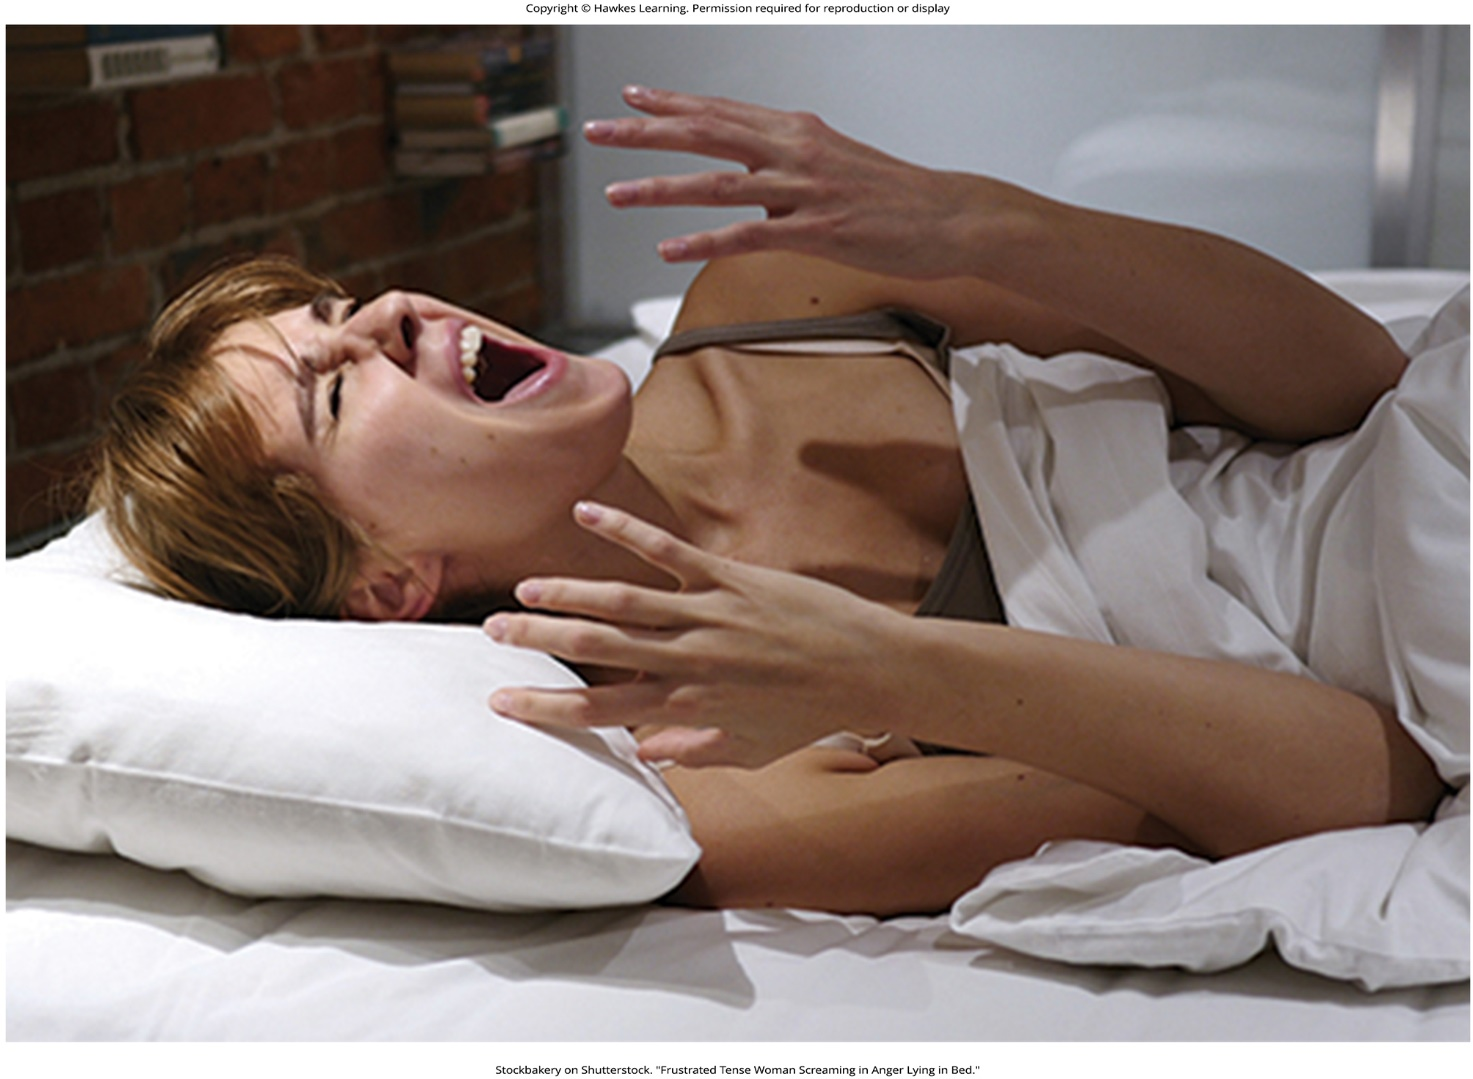 Copyright © Hawkes Learning. Permission required for reproduction or display
Stockbakery on Shutterstock. "Frustrated Tense Woman Screaming in Anger Lying in Bed."